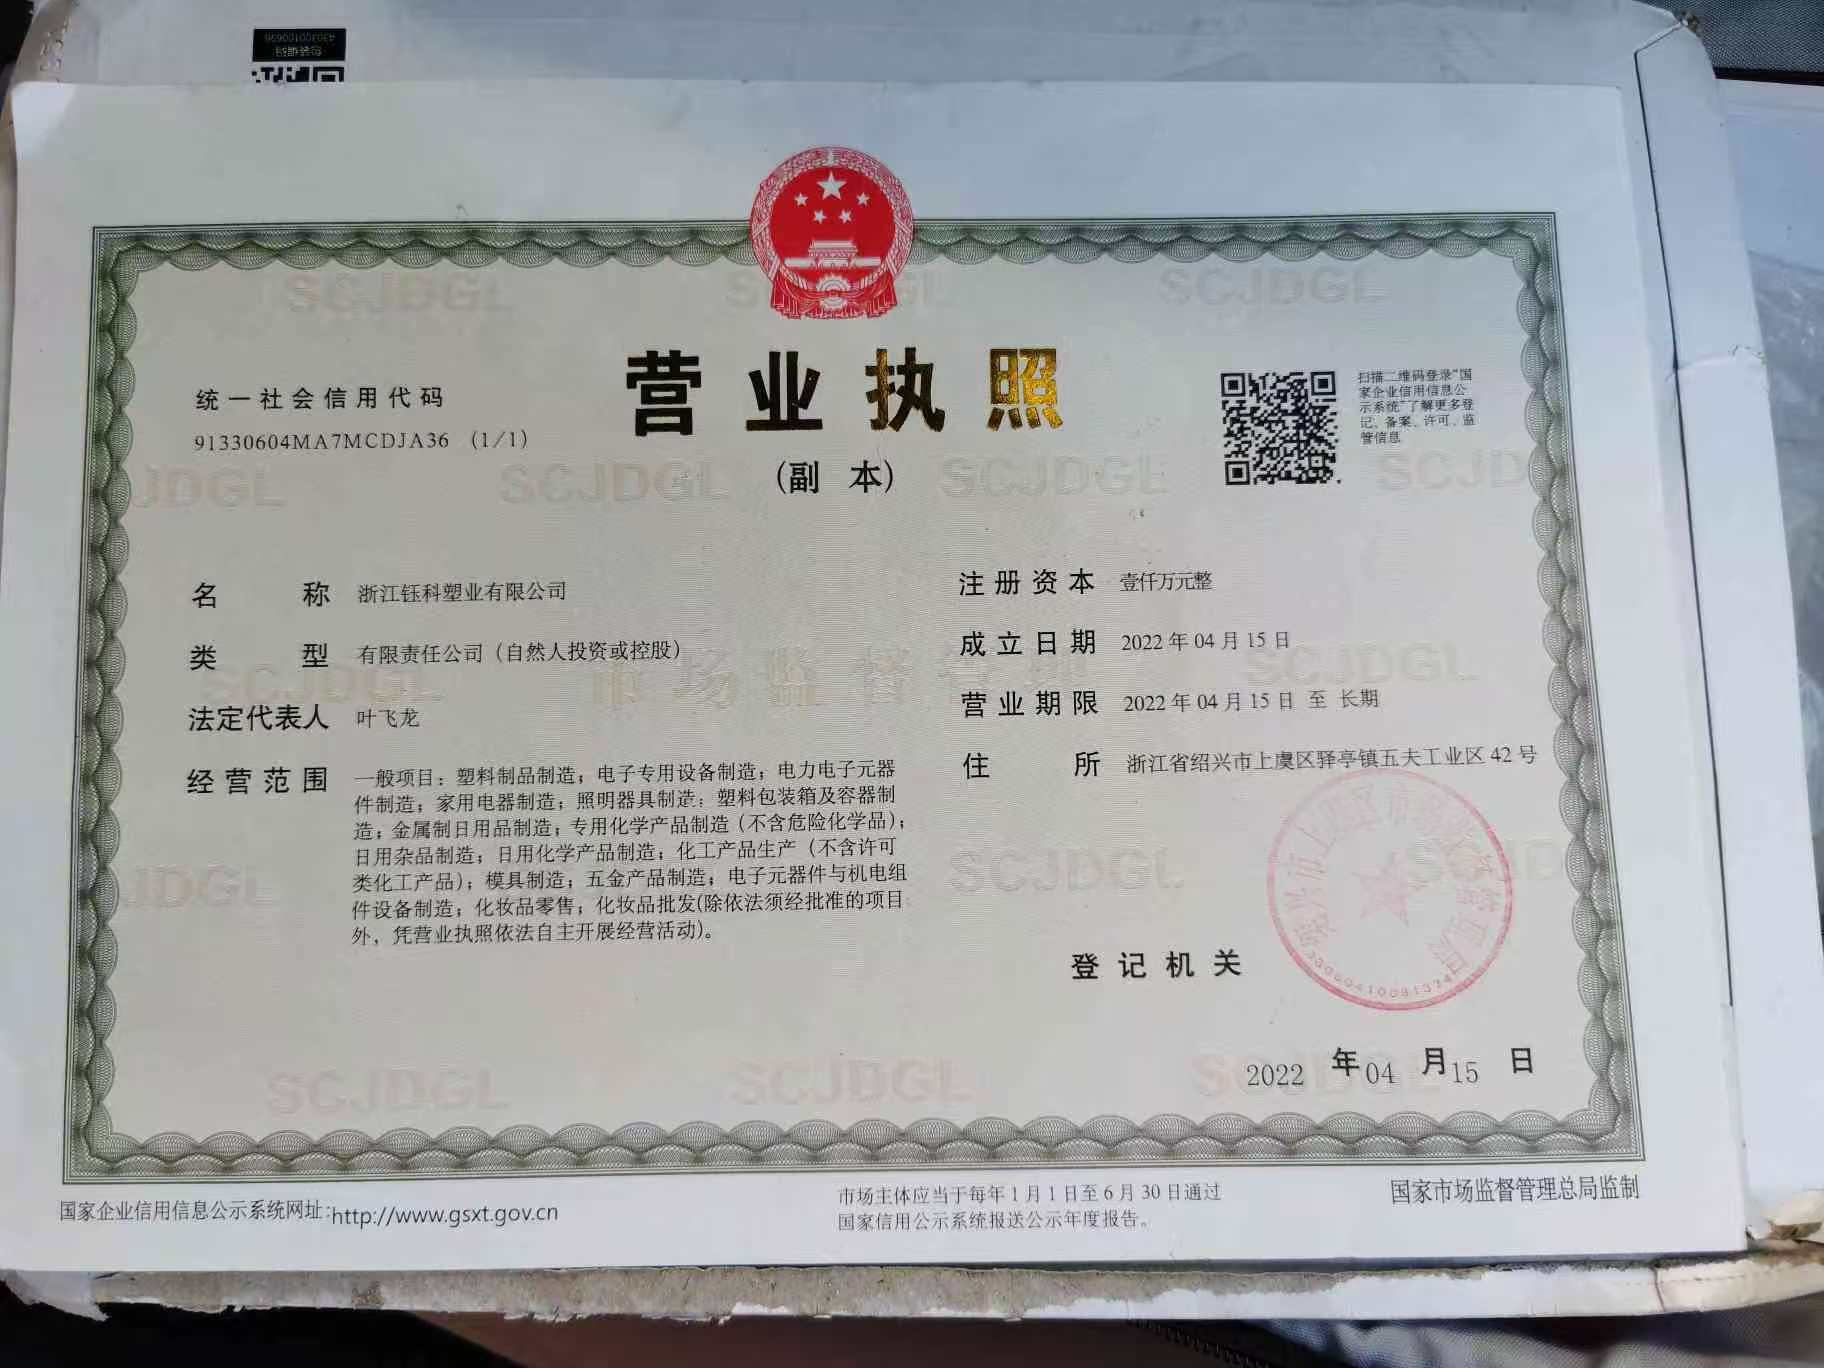 包装编码
统一社会信用代码
91330604MA7MCDJA36 (1/1)
营业执照
(副 本)
扫描二维码登录"国
家企业信用信息公
示系统"了解更多登
记、备案、许可、监
管信息
名 称 浙江钰科塑业有限公司
类 型 有限责任公司(自然人投资或控股)
法定代表人 叶飞龙
经营范围 一般项目:塑料制品制造;电子专用设备制造;电力电子元器
件制造;家用电器制造;照明器具制造;塑料包装箱及容器制
造;金属制日用品制造;专用化学产品制造(不含危险化学品);
日用杂品制造;日用化学产品制造;化工产品生产(不含许可
类化工产品);模具制造;五金产品制造;电子元器件与机电组
件设备制造;化妆品零售;化妆品批发(除依法须经批准的项目
外,凭营业执照依法自主开展经营活动)。
注册资本 壹仟万元整
成立日期 2022年04月15日
营业期限 2022年04月15日 至 长期
住 所 浙江省绍兴市上虞区驿亭镇五夫工业区42号
登记机关
2022 年 04 月 15 日
国家企业信用信息公示系统网址:http://www.gsxt.gov.cn
市场主体应当于每年1月1日至6月30日通过
国家信用公示系统报送公示年度报告。
国家市场监督管理总局监制
SCJDGL
市场监督管理